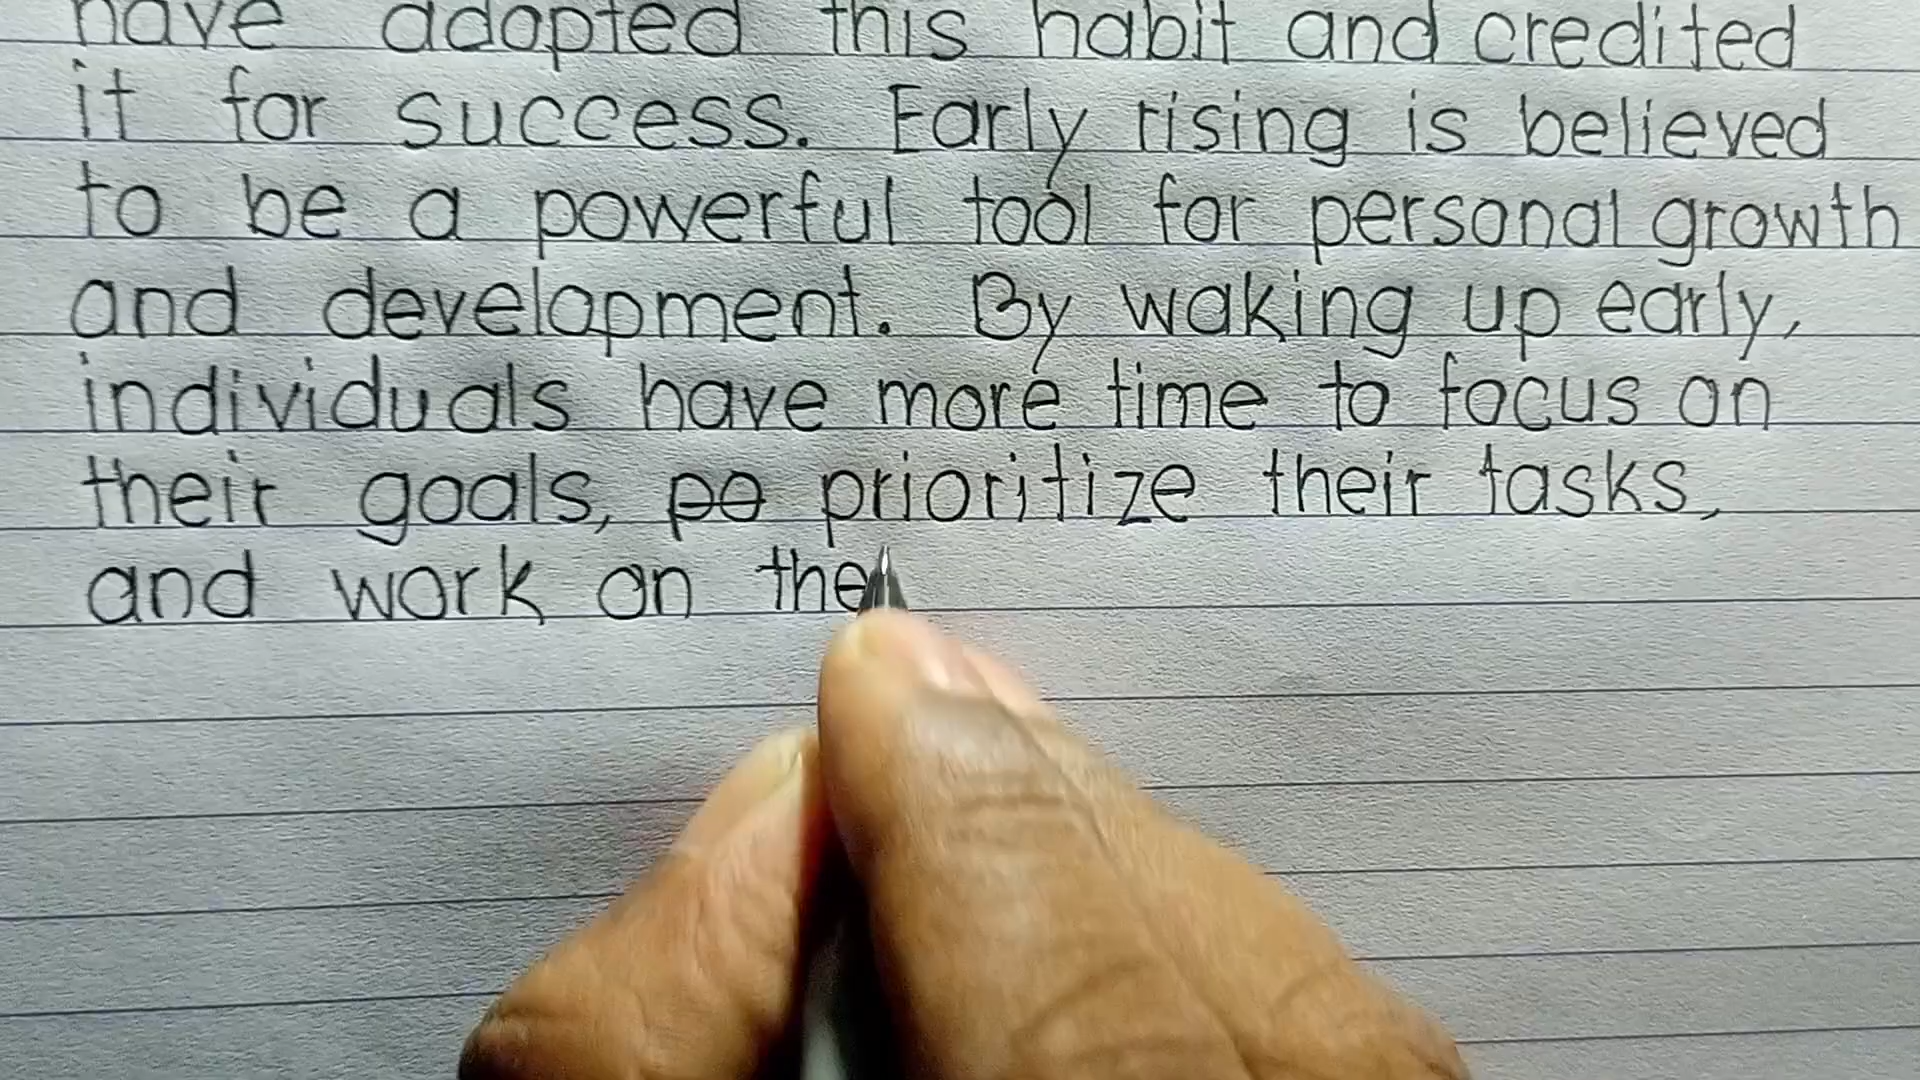 have adopted this habit and credited
it for success. Early rising is believed
to be a powerful tool for personal growth
and development. By waking up early,
individuals have more time to focus on
their goals, po prioritize their tasks,
and work on the